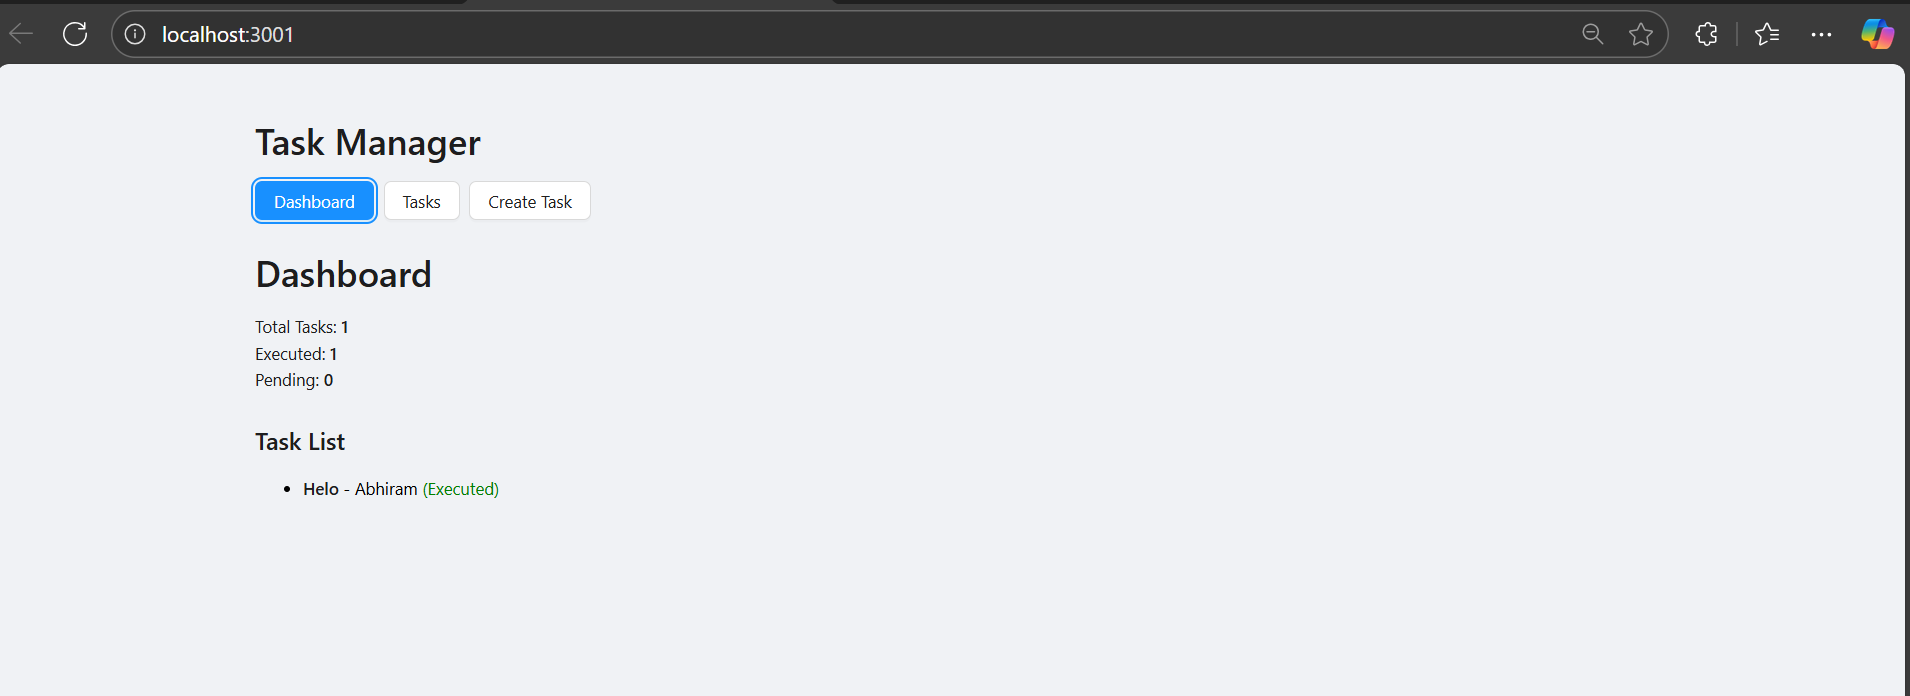 localhost:3001
Task Manager
Dashboard Tasks Create Task
Dashboard
Total Tasks: 1
Executed: 1
Pending: 0
Task List
• Helo - Abhiram (Executed)